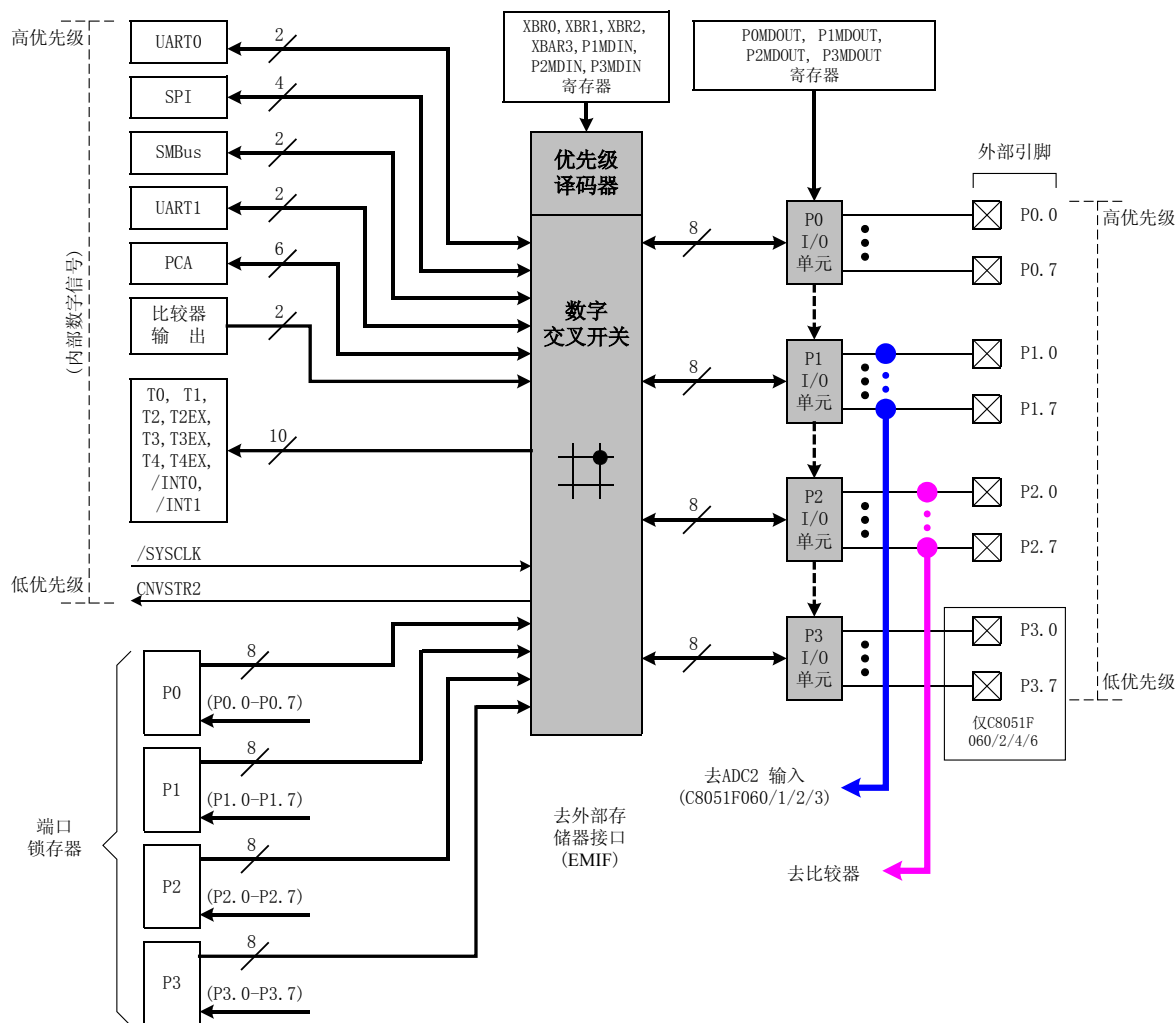 高优先级
UART0
2
SPI
4
SMBus
2
UART1
2
PCA
6
比较器
输 出
2
T0, T1,
T2, T2EX,
T3, T3EX,
T4, T4EX,
/INT0,
/INT1
10
(内部数字信号)
/SYSCLK
CNVSTR2
低优先级
XBR0, XBR1, XBR2,
XBAR3, P1MDIN,
P2MDIN, P3MDIN
寄存器
P0MDOUT, P1MDOUT,
P2MDOUT, P3MDOUT
寄存器
优先级
译码器
数字
交叉开关
外部引脚
高优先级
8
P0
I/O
单元
P0.0
P0.7
8
P1
I/O
单元
P1.0
P1.7
8
P2
I/O
单元
P2.0
P2.7
8
P3
I/O
单元
P3.0
P3.7
低优先级
仅C8051F
060/2/4/6
端口
锁存器
P0
8
(P0.0-P0.7)
P1
8
(P1.0-P1.7)
P2
8
(P2.0-P2.7)
P3
8
(P3.0-P3.7)
去外部存
储器接口
(EMIF)
去ADC2 输入
(C8051F060/1/2/3)
去比较器